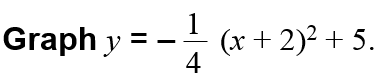 Graph y = − 1/4 (x + 2)² + 5.